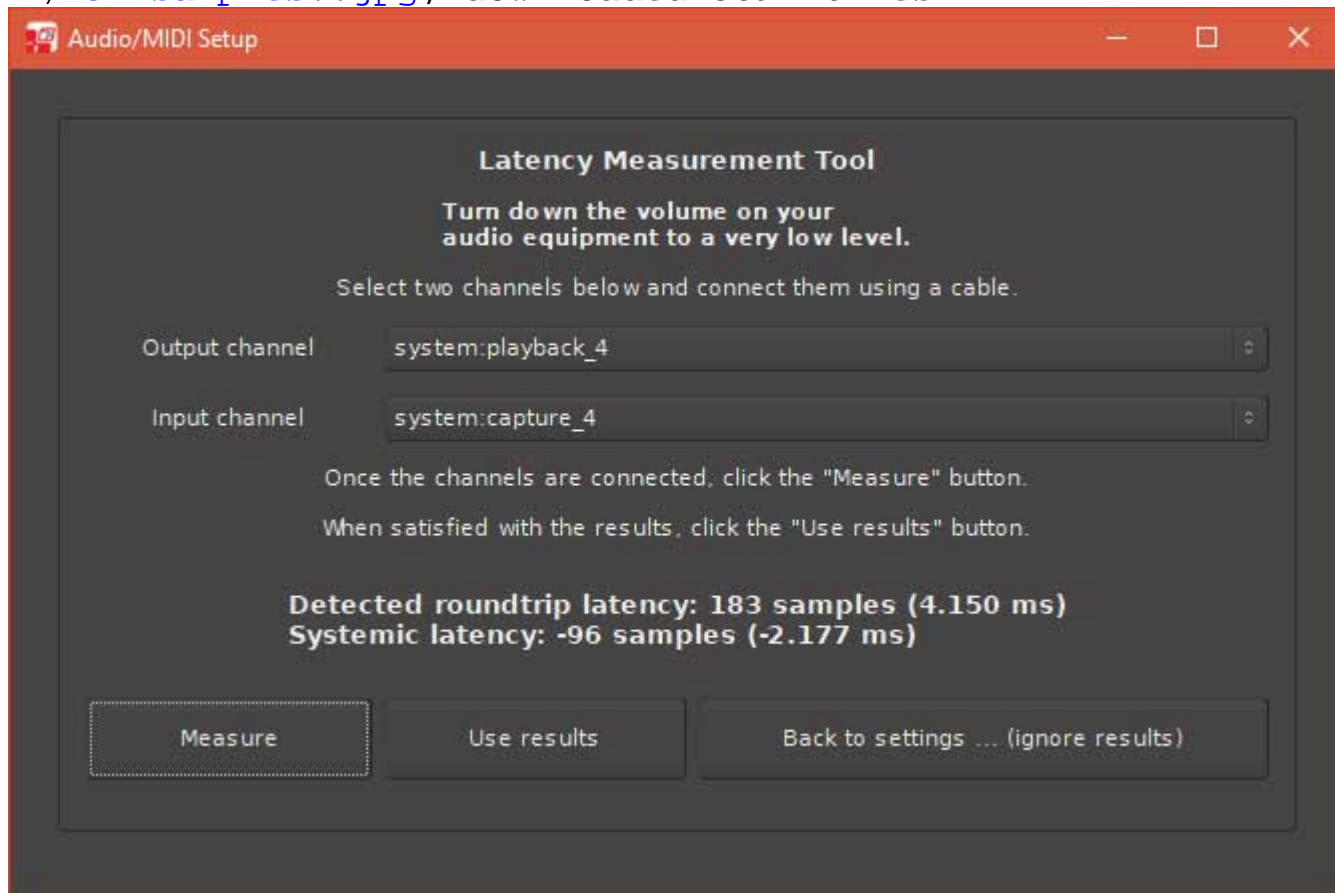 Audio/MIDI Setup
Latency Measurement Tool
Turn down the volume on your
audio equipment to a very low level.
Select two channels below and connect them using a cable.
Output channel system:playback_4
Input channel system:capture_4
Once the channels are connected, click the "Measure" button.
When satisfied with the results, click the "Use results" button.
Detected roundtrip latency: 183 samples (4.150 ms)
Systemic latency: -96 samples (-2.177 ms)
Measure Use results Back to settings ... (ignore results)